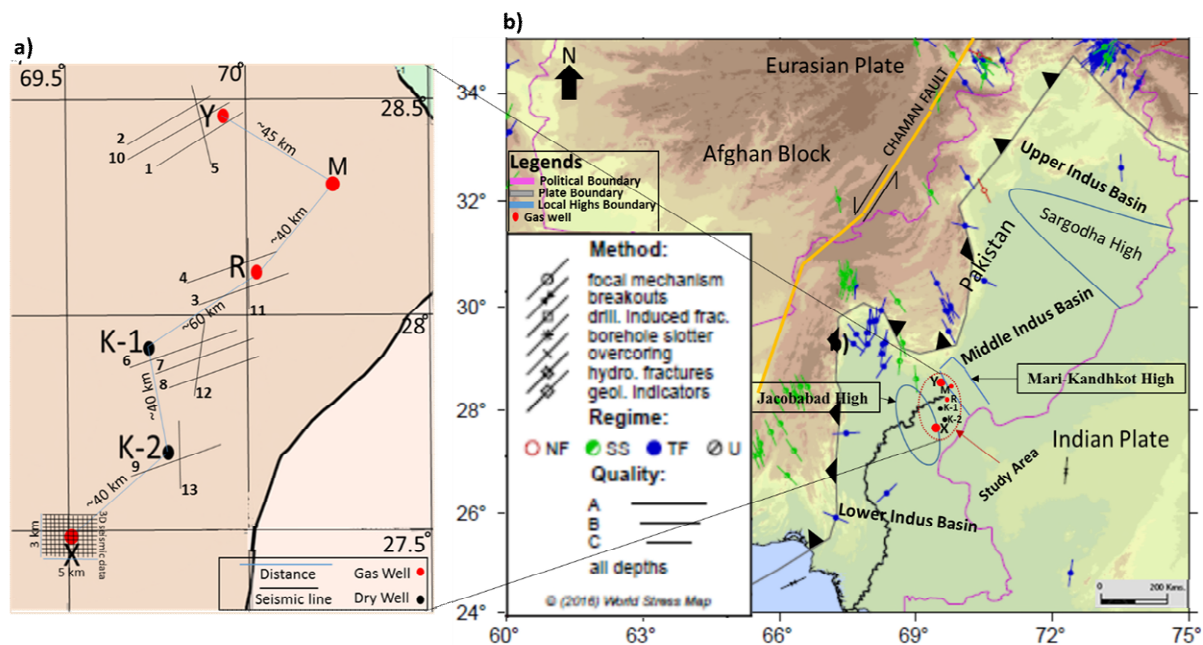 a)
69.5
70
28.5°
Y
2
10
1
5
~45 km
M
~40 km
R
4
3
11
~60 km
28°
K-1
6
7
8
12
~40 km
K-2
9
13
~40 km
3 km
3D seismic data
X
5 km
27.5°
Distance
Gas Well
Seismic line
Dry Well
b)
N
Eurasian Plate
CHAMAN FAULT
Afghan Block
Legends
Political Boundary
Plate Boundary
Local Highs Boundary
Gas well
Upper Indus Basin
Sargodha High
Pakistan
Middle Indus Basin
Mari-Kandhkot High
Jacobabad High
Y
M
R
K-1
K-2
X
Indian Plate
Study Area
Lower Indus Basin
Method:
focal mechanism
breakouts
drill. induced frac.
borehole slotter
overcoring
hydro. fractures
geol. indicators
Regime:
NF SS TF U
Quality:
A
B
C
all depths
© (2016) World Stress Map
0 200 Kms.
34°
32°
30°
28°
26°
24°
60° 63° 66° 69° 72° 75°